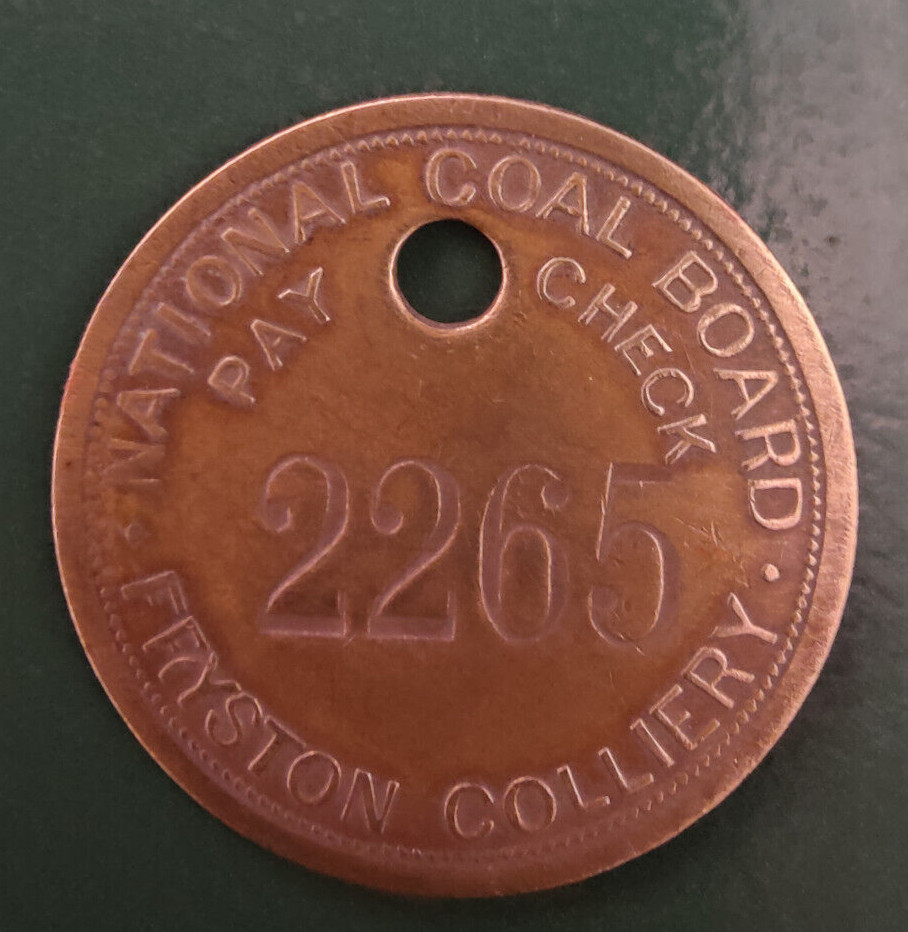 NATIONAL COAL BOARD
PAY CHECK
2265
FRYSTON COLLIERY